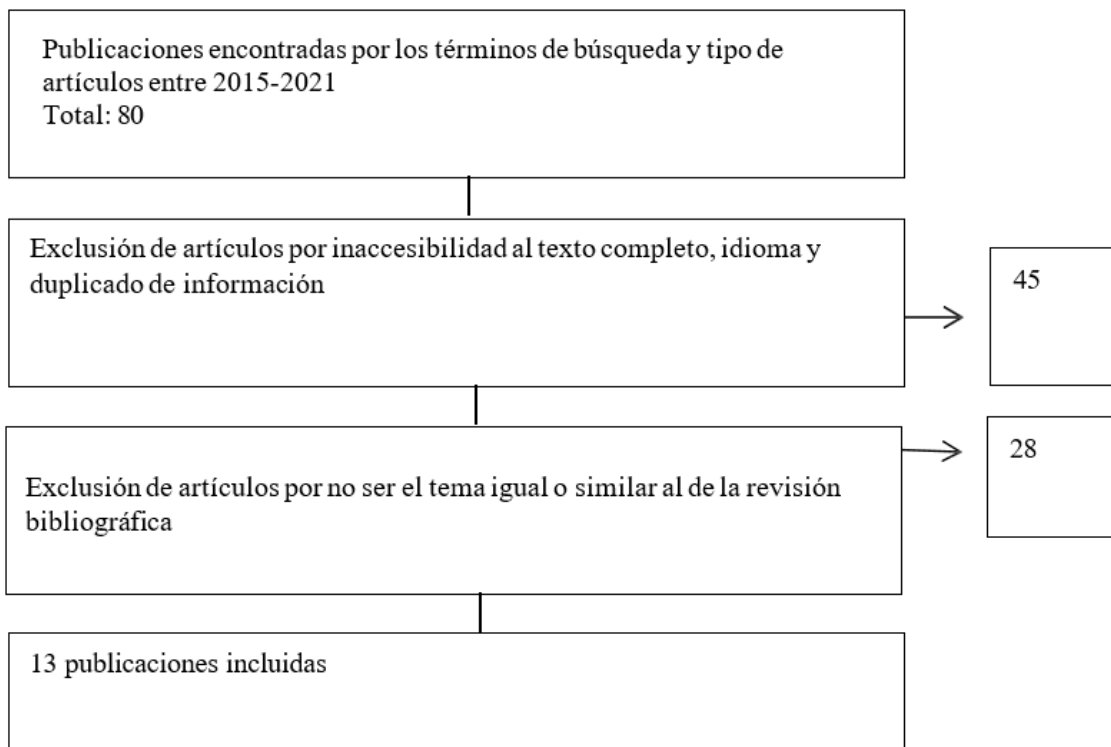 Publicaciones encontradas por los términos de búsqueda y tipo de
artículos entre 2015-2021
Total: 80
Exclusión de artículos por inaccesibilidad al texto completo, idioma y
duplicado de información
45
Exclusión de artículos por no ser el tema igual o similar al de la revisión
bibliográfica
28
13 publicaciones incluidas